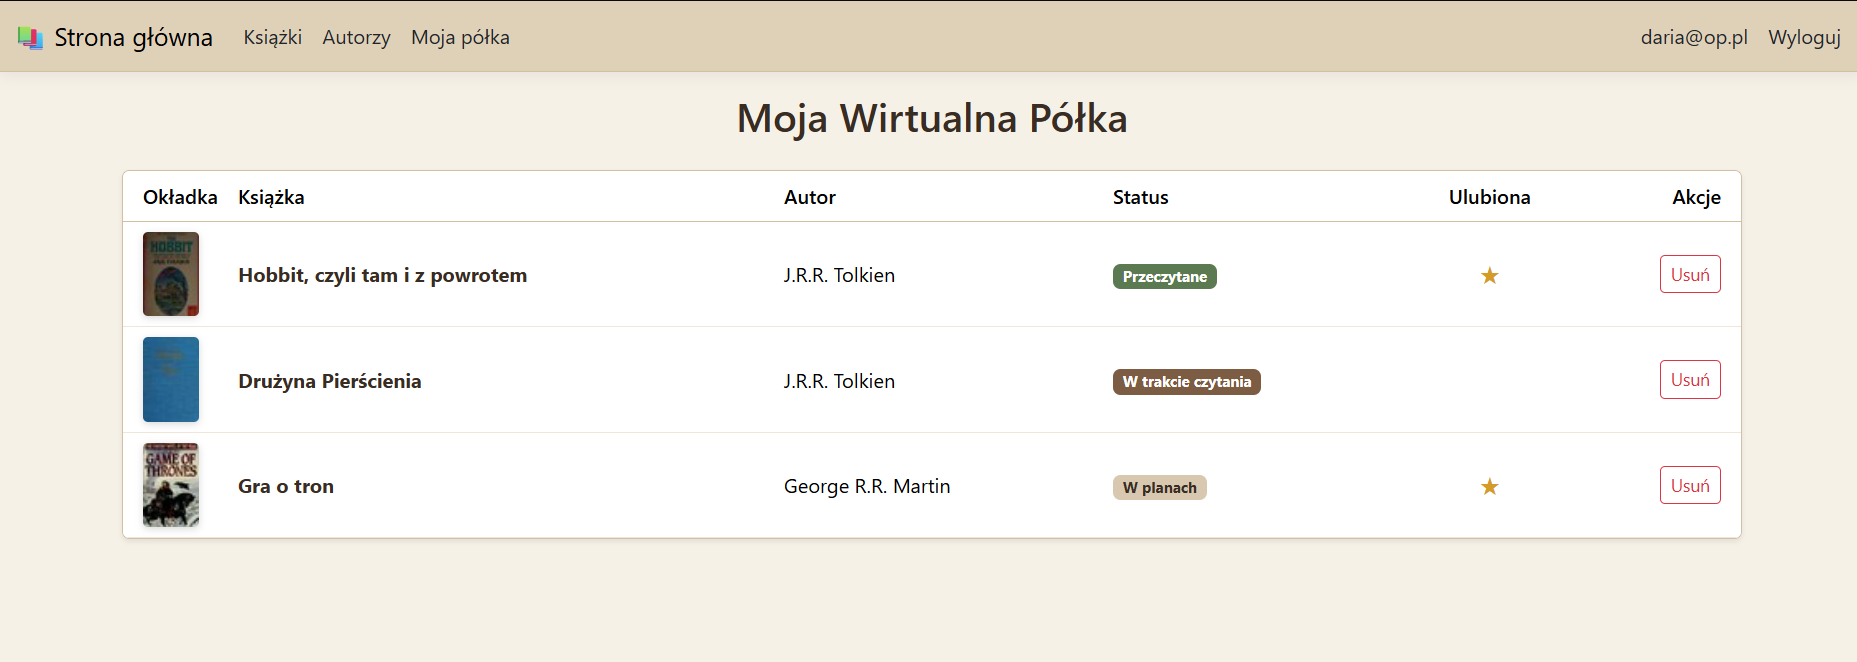 Strona główna Książki Autorzy Moja półka daria@op.pl Wyloguj
Moja Wirtualna Półka
Okładka Książka Autor Status Ulubiona Akcje
HOBBIT
Hobbit, czyli tam i z powrotem J.R.R. Tolkien Przeczytane ★ Usuń
Drużyna Pierścienia J.R.R. Tolkien W trakcie czytania Usuń
GAME OF
THRONES
Gra o tron George R.R. Martin W planach ★ Usuń